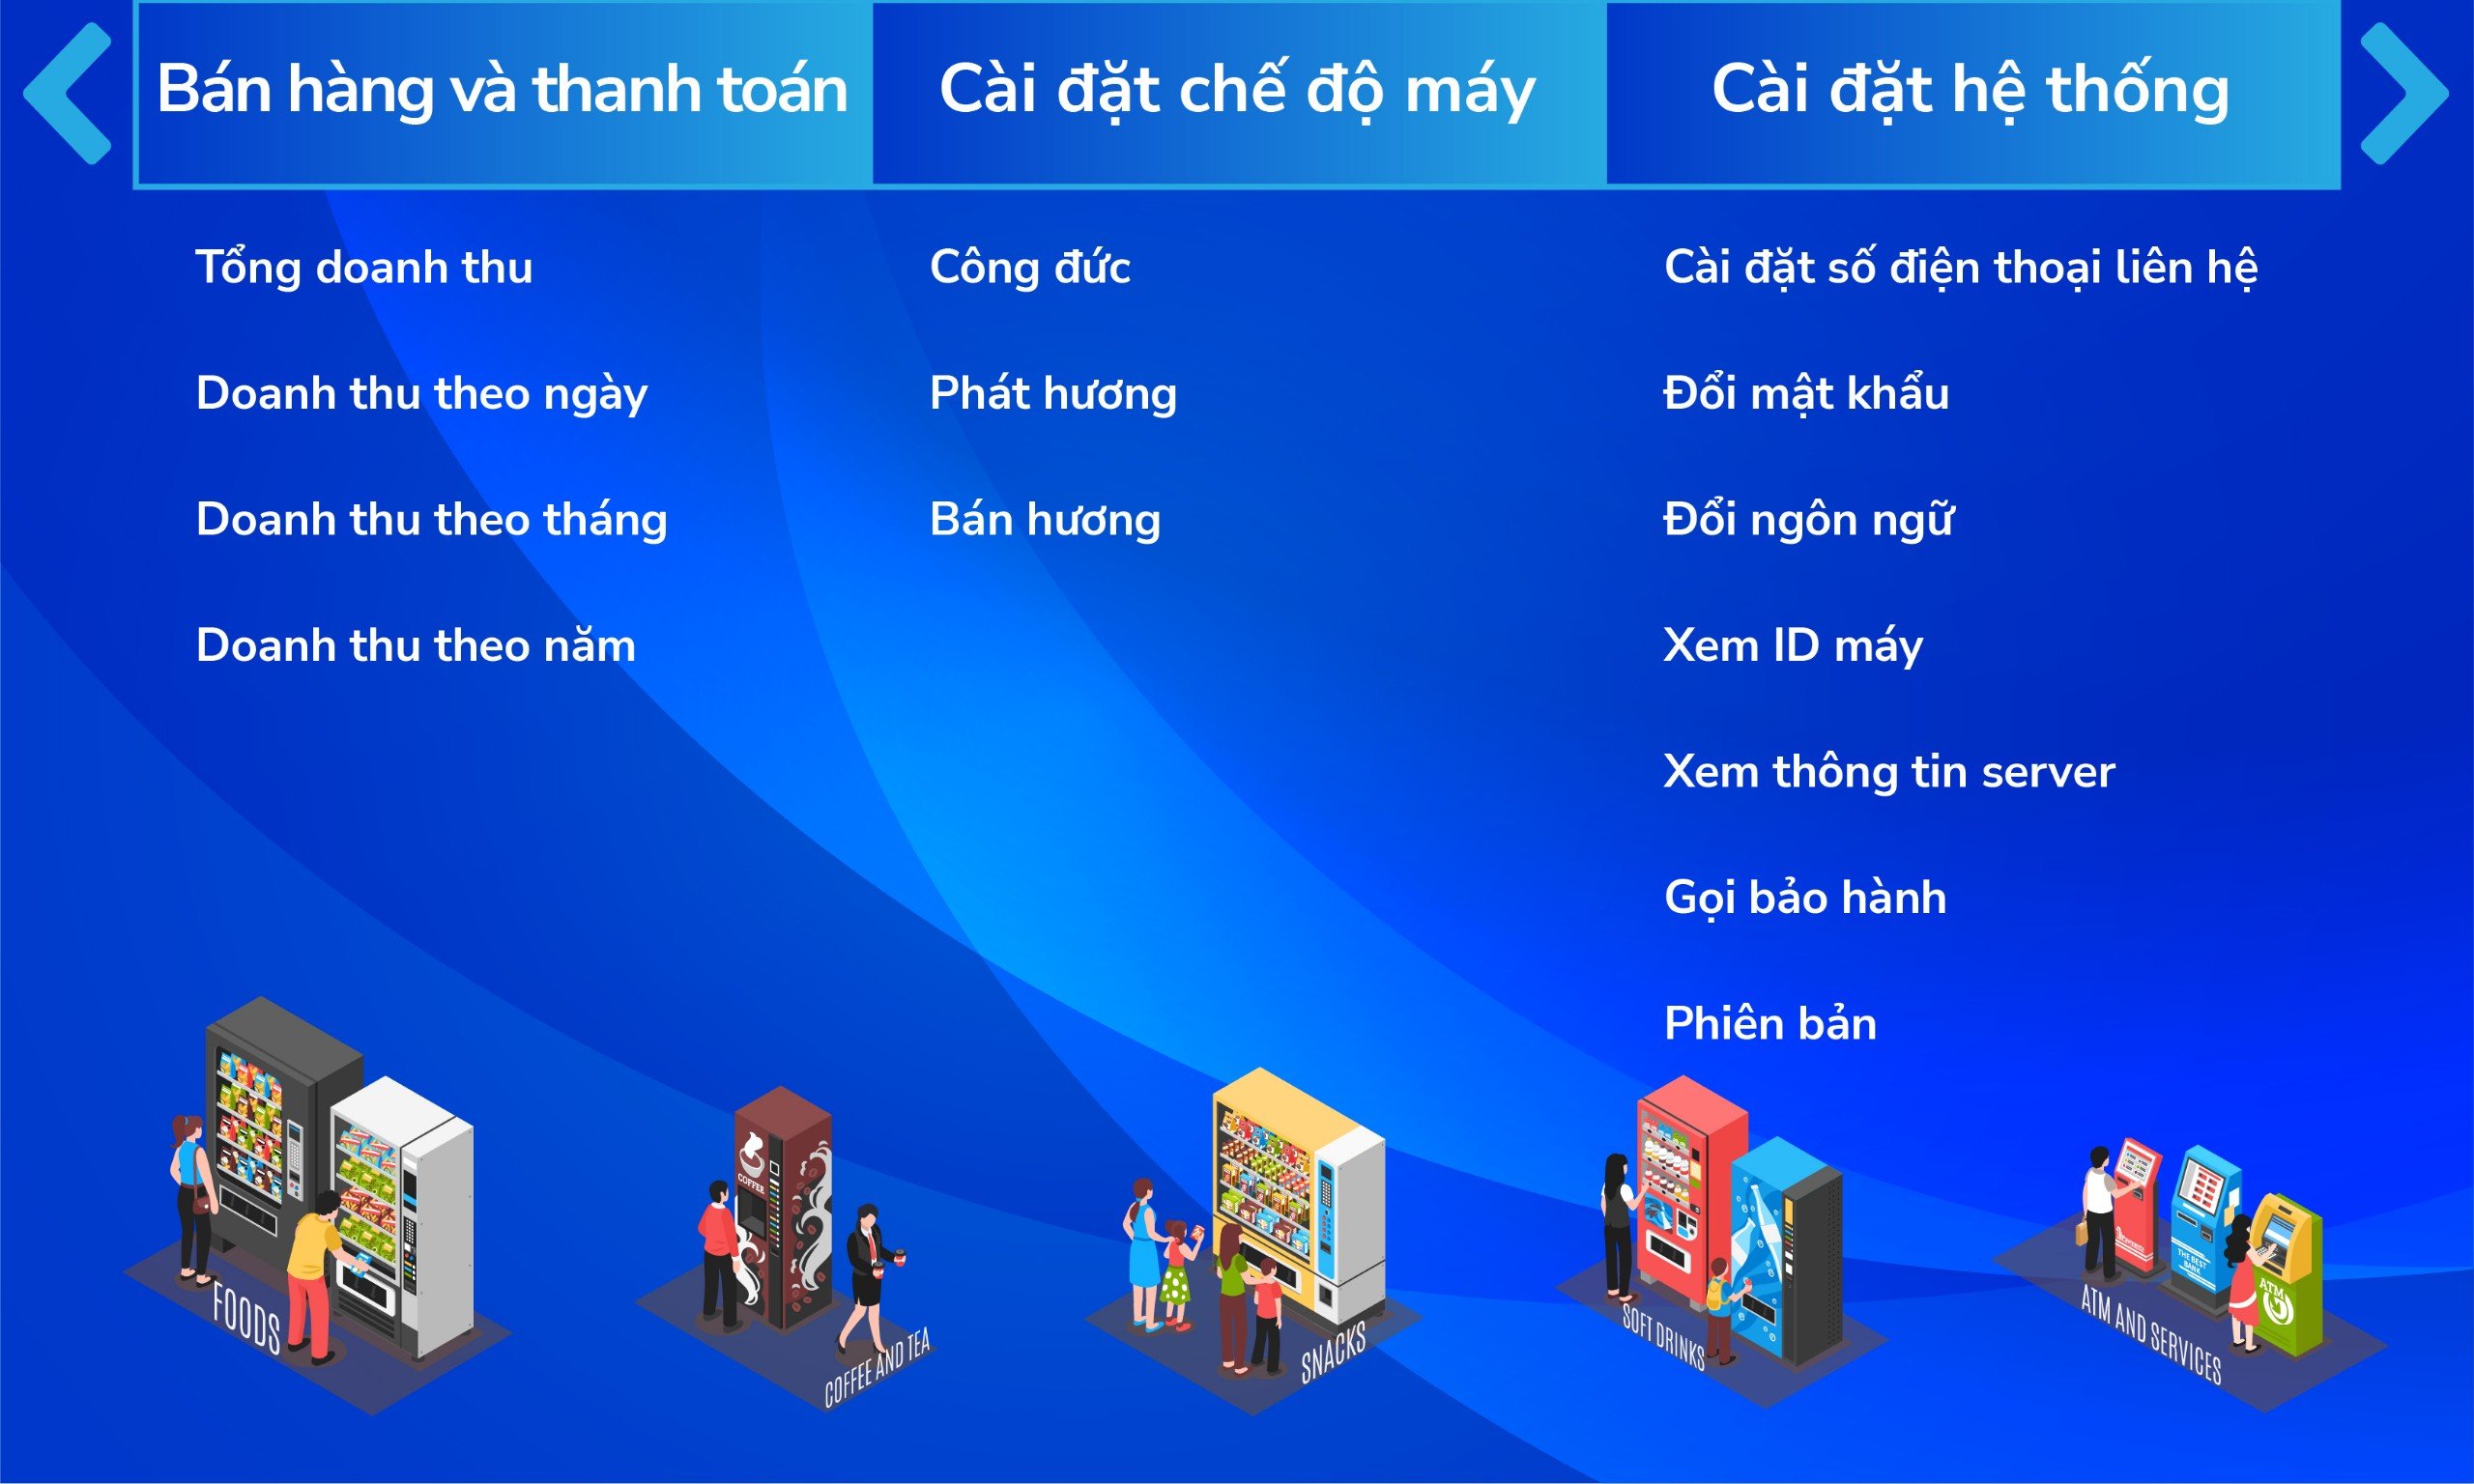 Bán hàng và thanh toán
Cài đặt chế độ máy
Cài đặt hệ thống
Tổng doanh thu
Doanh thu theo ngày
Doanh thu theo tháng
Doanh thu theo năm
Công đức
Phát hương
Bán hương
Cài đặt số điện thoại liên hệ
Đổi mật khẩu
Đổi ngôn ngữ
Xem ID máy
Xem thông tin server
Gọi bảo hành
Phiên bản
FOODS
COFFEE
COFFEE AND TEA
SNACKS
SOFT DRINKS
THE BEST
BANK
ATM
ATM AND SERVICES